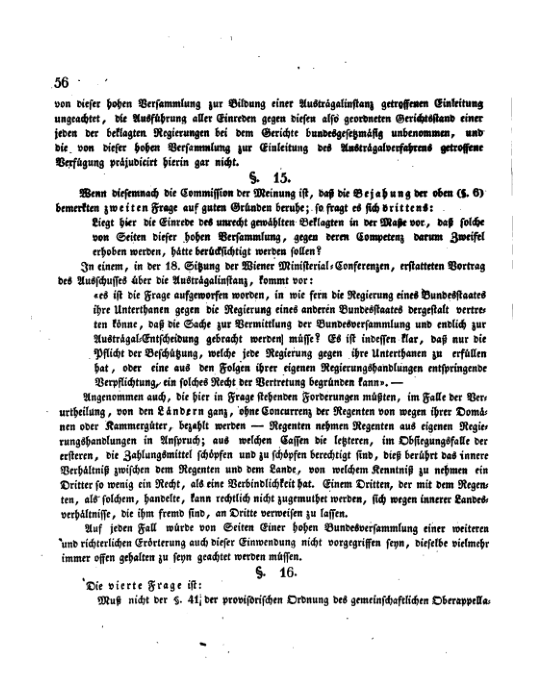 56
von dieser hohen Versammlung zur Bildung einer Austrägalinstanz getroffenen Einleitung
ungeachtet, die Ausführung aller Einreden gegen diesen also geordneten Gerichtsstand einer
jeden der beklagten Regierungen bei dem Gerichte bundesgesetzmäsig unbenommen, und
die von dieser hohen Versammlung zur Einleitung des Austrägalverfahrens getroffene
Verfügung präjudicirt hierin gar nicht.
§. 15.
Wenn diesemnach die Commission der Meinung ist, daß die Bejahung der oben (§. 6)
bemerkten zweiten Frage auf guten Gründen beruhe; so fragt es sich drittens:
Liegt hier die Einrede des unrecht gewählten Beklagten in der Maße vor, daß solche
von Seiten dieser hohen Versammlung, gegen deren Competenz darum Zweifel
erhoben werden, hätte berücksichtigt werden sollen?
In einem, in der 18. Sitzung der Wiener Ministerial-Conferenzen, erstatteten Vortrag
des Ausschusses über die Austrägalinstanz, kommt vor:
«es ist die Frage aufgeworfen worden, in wie fern die Regierung eines Bundesstaates
ihre Unterthanen gegen die Regierung eines anderen Bundesstaates dergestalt vertre-
ten könne, daß die Sache zur Vermittlung der Bundesversammlung und endlich zur
Austrägal-Entscheidung gebracht werden müsse? Es ist indessen klar, daß nur die
Pflicht der Beschützung, welche jede Regierung gegen ihre Unterthanen zu erfüllen
hat, oder eine aus den Folgen ihrer eigenen Regierungshandlungen entspringende
Verpflichtung, ein solches Recht der Vertretung begründen kann». —
Angenommen auch, die hier in Frage stehenden Forderungen müßten, im Falle der Ver-
urtheilung, von den Ländern ganz, ohne Concurrenz der Regenten von wegen ihrer Domä-
nen oder Kammergüter, bezahlt werden — Regenten nehmen Regenten aus eigenen Regie-
rungshandlungen in Anspruch; aus welchen Cassen die letzteren, im Obsiegungsfalle der
ersteren, die Zahlungsmittel schöpfen und zu schöpfen berechtigt sind, dieß berührt das innere
Verhältniß zwischen dem Regenten und dem Lande, von welchem Kenntniß zu nehmen ein
Dritter so wenig ein Recht, als eine Verbindlichkeit hat. Einem Dritten, der mit dem Regen-
ten, als solchem, handelte, kann rechtlich nicht zugemuthet werden, sich wegen innerer Landes-
verhältnisse, die ihm fremd sind, an Dritte verweisen zu lassen.
Auf jeden Fall würde von Seiten Einer hohen Bundesversammlung einer weiteren
und richterlichen Erörterung auch dieser Einwendung nicht vorgegriffen seyn, dieselbe vielmehr
immer offen gehalten zu seyn geachtet werden müssen.
§. 16.
Die vierte Frage ist:
Muß nicht der §. 41, der provisorischen Ordnung des gemeinschaftlichen Oberappella-